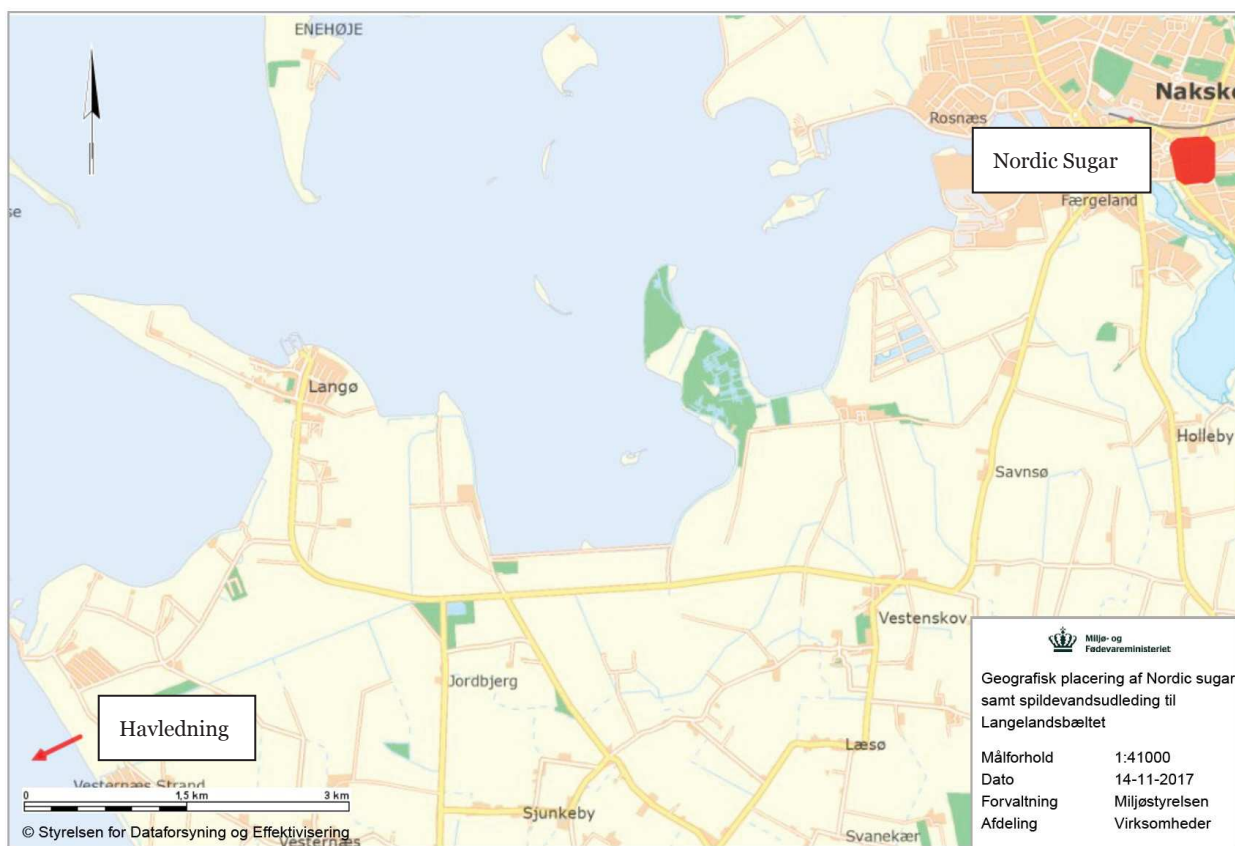 ENEHØJE
Naksk
Rosnæs
Nordic Sugar
Færgeland
se
Langø
Holleby
Savnsø
Vestenskov
Jordbjerg
Havledning
Læsø
Vesternæs Strand
0 1,5 km 3 km
Sjunkeby
© Styrelsen for Dataforsyning og Effektivisering
Vesternæs
Svanekær
Miljø- og
Fødevareministeriet
Geografisk placering af Nordic sugar
samt spildevandsudleding til
Langelandsbæltet
Målforhold 1:41000
Dato 14-11-2017
Forvaltning Miljøstyrelsen
Afdeling Virksomheder